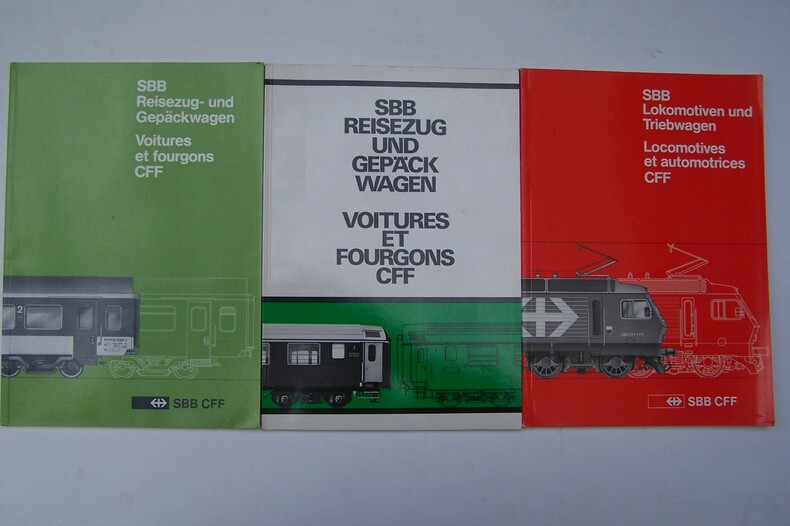 SBB
Reisezug- und
Gepäckwagen
Voitures
et fourgons
CFF
2
SBB CFF
SBB
REISEZUG
UND
GEPÄCK
WAGEN
VOITURES
ET
FOURGONS
CFF
SBB
Lokomotiven und
Triebwagen
Locomotives
et automotrices
CFF
SBB CFF